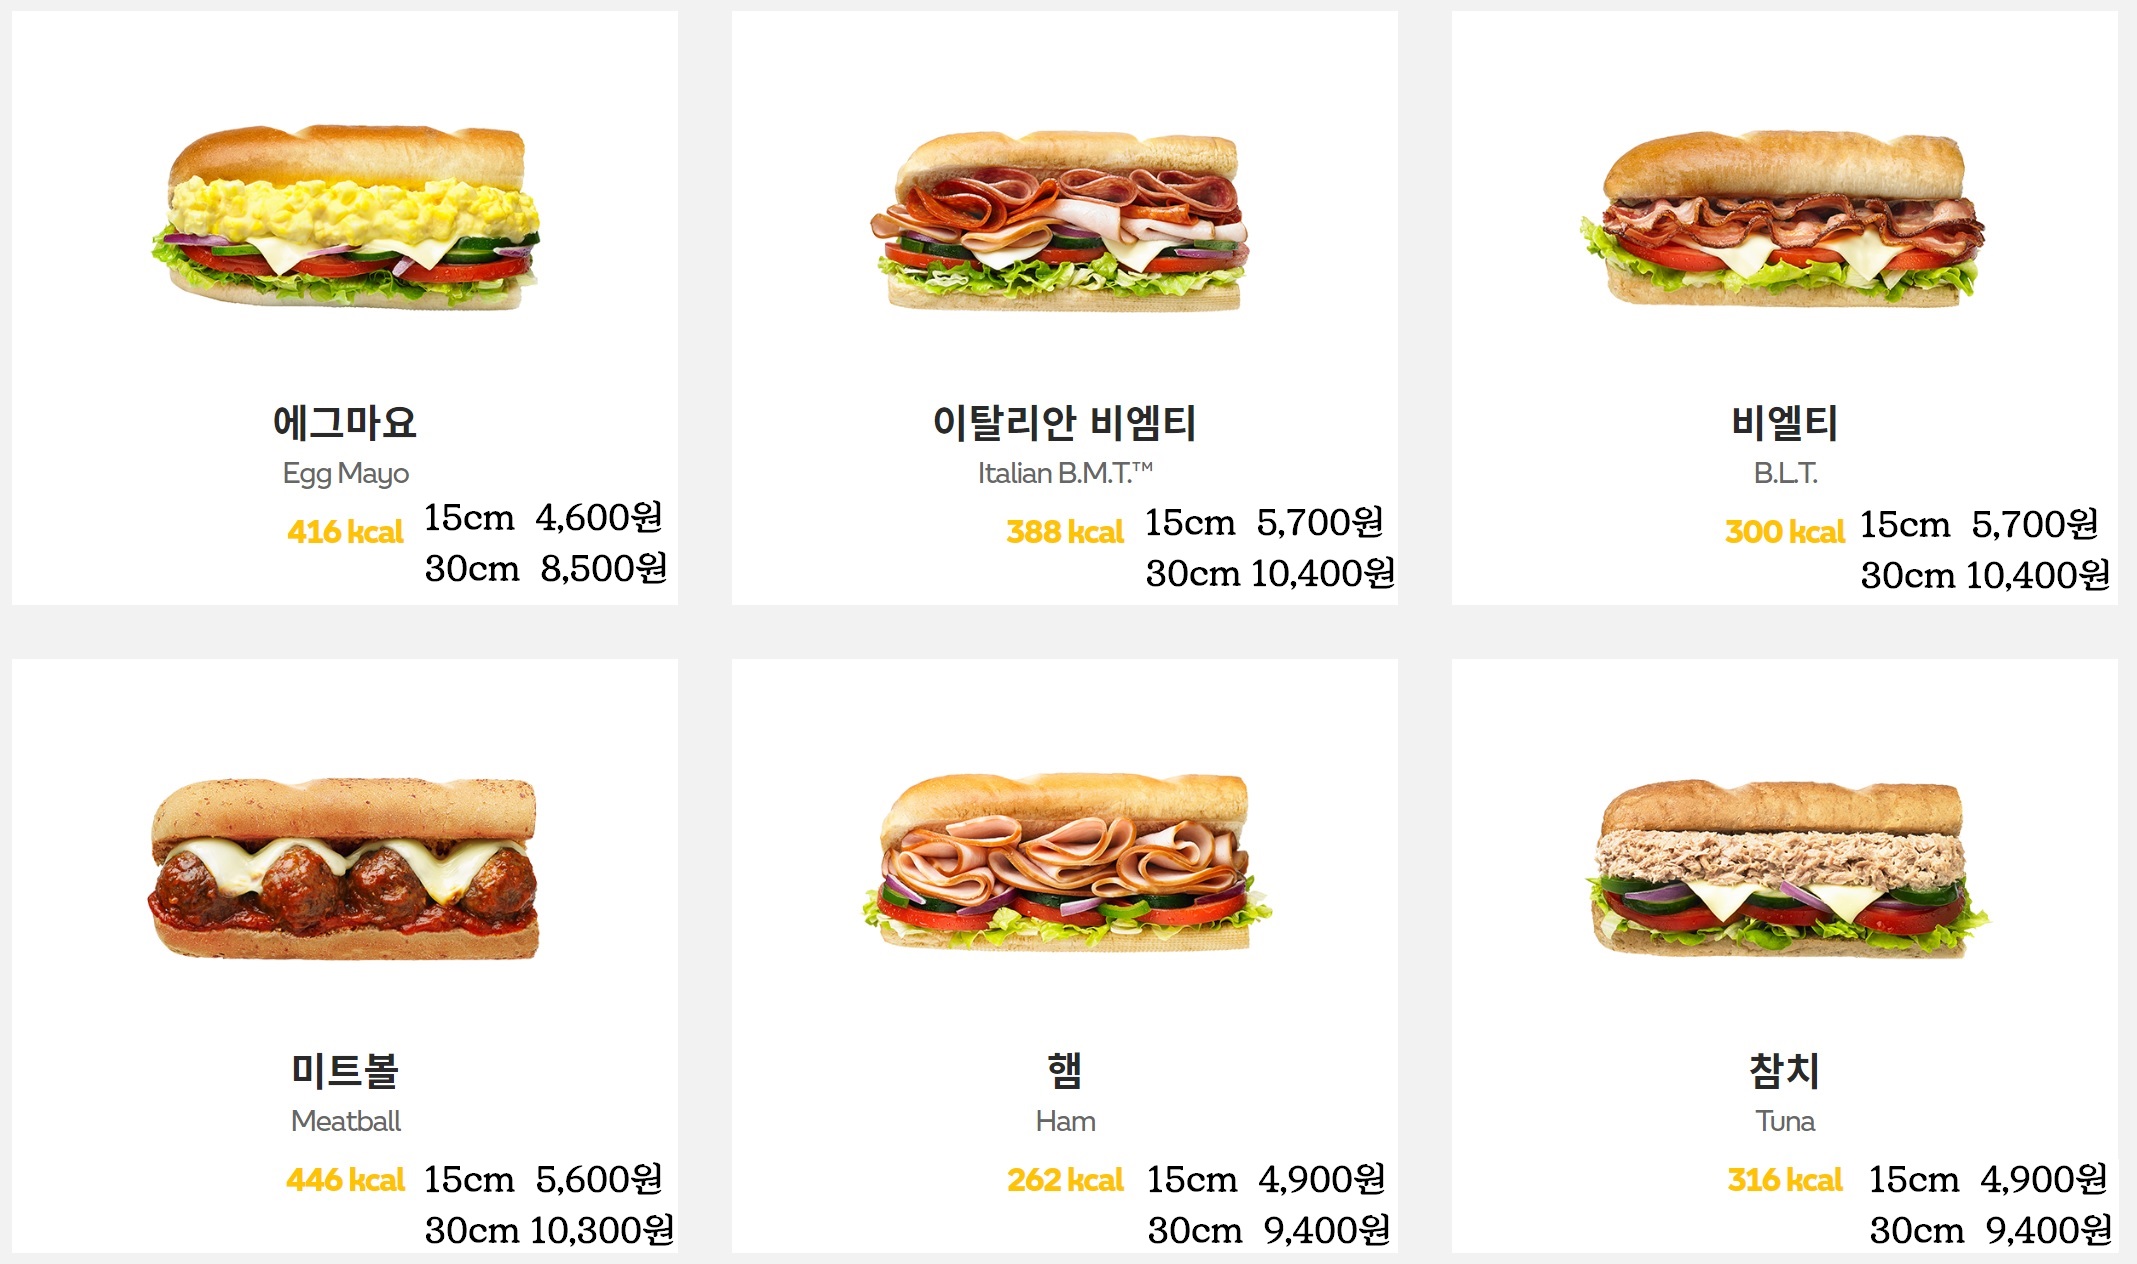 에그마요
Egg Mayo
416 kcal
15cm 4,600원
30cm 8,500원
이탈리안 비엠티
Italian B.M.T.™
388 kcal
15cm 5,700원
30cm 10,400원
비엘티
B.L.T.
300 kcal
15cm 5,700원
30cm 10,400원
미트볼
Meatball
446 kcal
15cm 5,600원
30cm 10,300원
햄
Ham
262 kcal
15cm 4,900원
30cm 9,400원
참치
Tuna
316 kcal
15cm 4,900원
30cm 9,400원